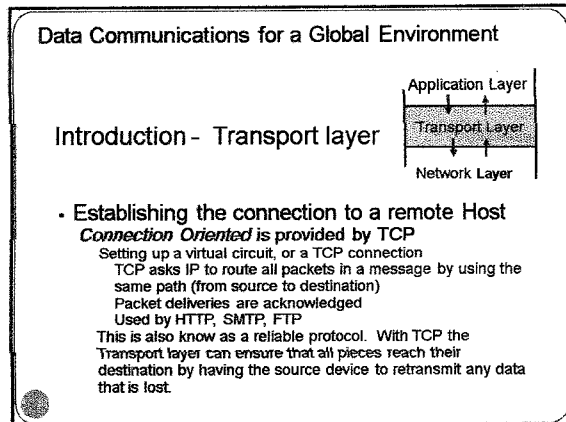 Data Communications for a Global Environment
Application Layer
Introduction - Transport layer
Transport Layer
Network Layer
• Establishing the connection to a remote Host
Connection Oriented is provided by TCP
Setting up a virtual circuit, or a TCP connection
TCP asks IP to route all packets in a message by using the
same path (from source to destination)
Packet deliveries are acknowledged
Used by HTTP, SMTP, FTP
This is also know as a reliable protocol. With TCP the
Transport layer can ensure that all pieces reach their
destination by having the source device to retransmit any data
that is lost.